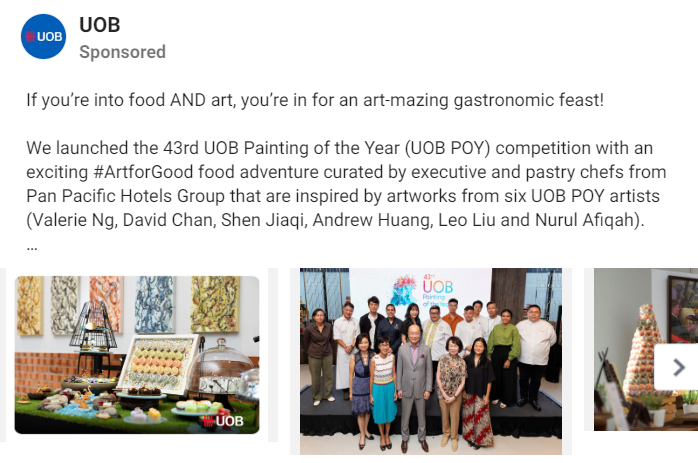 UOB
UOB
Sponsored
If you’re into food AND art, you’re in for an art-mazing gastronomic feast!
We launched the 43rd UOB Painting of the Year (UOB POY) competition with an
exciting #ArtforGood food adventure curated by executive and pastry chefs from
Pan Pacific Hotels Group that are inspired by artworks from six UOB POY artists
(Valerie Ng, David Chan, Shen Jiaqi, Andrew Huang, Leo Liu and Nurul Afiqah).
...
UOB
43rd
UOB
Painting
of the Year